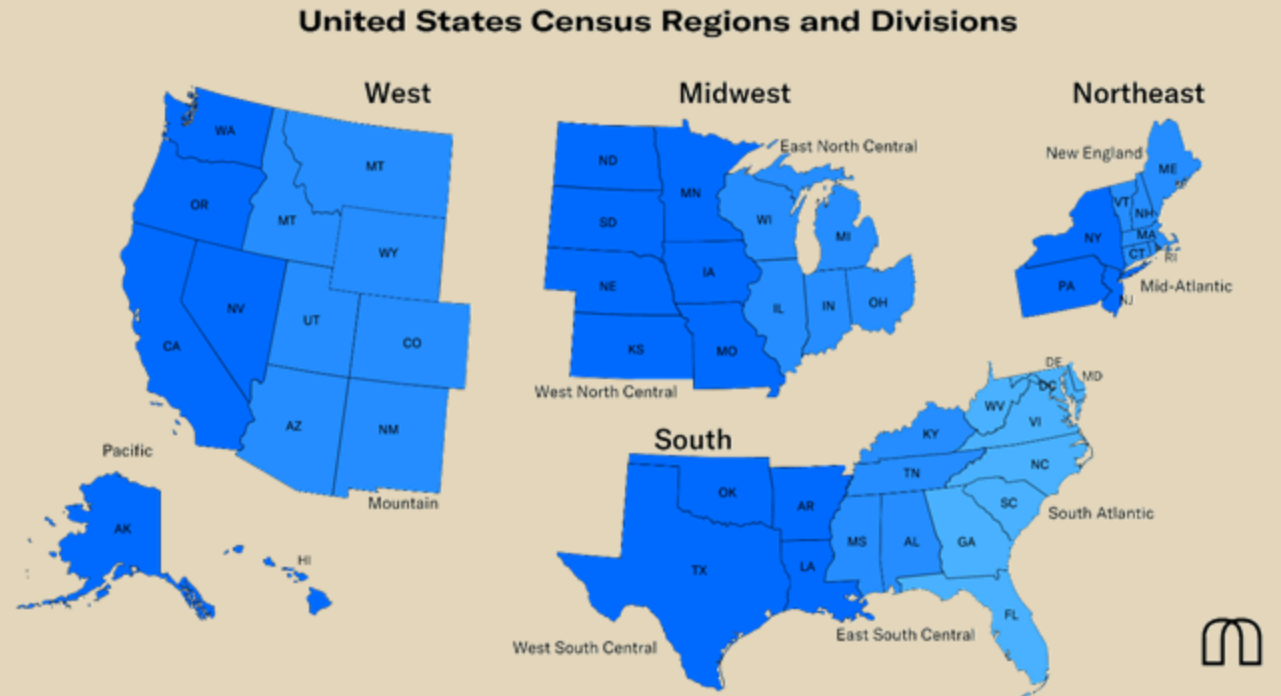 United States Census Regions and Divisions
West
WA
MT
OR
MT
WY
NV
UT
CO
CA
AZ
NM
Pacific
Mountain
AK
HI
Midwest
East North Central
ND
MN
SD
WI
MI
NE
IA
IL
IN
OH
KS
MO
West North Central
Northeast
New England
ME
VT
NH
NY
MA
CT
RI
PA
NJ
Mid-Atlantic
South
DE
DC
MD
WV
VI
KY
NC
TN
OK
AR
SC
South Atlantic
MS
AL
GA
TX
LA
FL
East South Central
West South Central